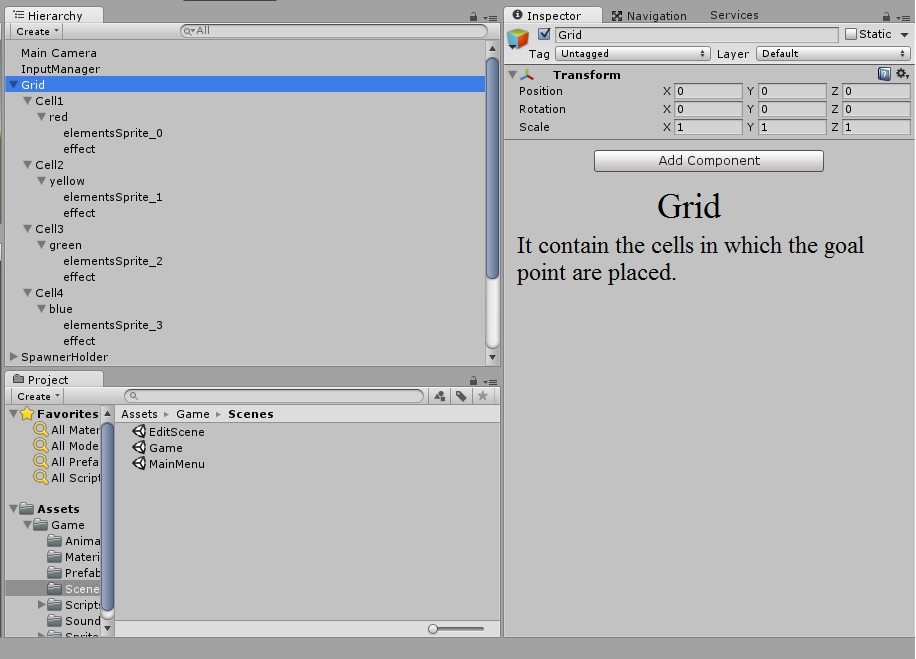 Hierarchy
Create
All
Main Camera
InputManager
Grid
Cell1
red
elementsSprite_0
effect
Cell2
yellow
elementsSprite_1
effect
Cell3
green
elementsSprite_2
effect
Cell4
blue
elementsSprite_3
effect
SpawnerHolder
Project
Create
Favorites
All Mater
All Mode
All Prefa
All Script
Assets
Game
Anima
Materi
Prefab
Scene
Scripts
Sound
Sprite
Assets Game Scenes
EditScene
Game
MainMenu
Inspector Navigation Services
Grid Static
Tag Untagged Layer Default
Transform
Position X 0 Y 0 Z 0
Rotation X 0 Y 0 Z 0
Scale X 1 Y 1 Z 1
Add Component
Grid
It contain the cells in which the goal
point are placed.